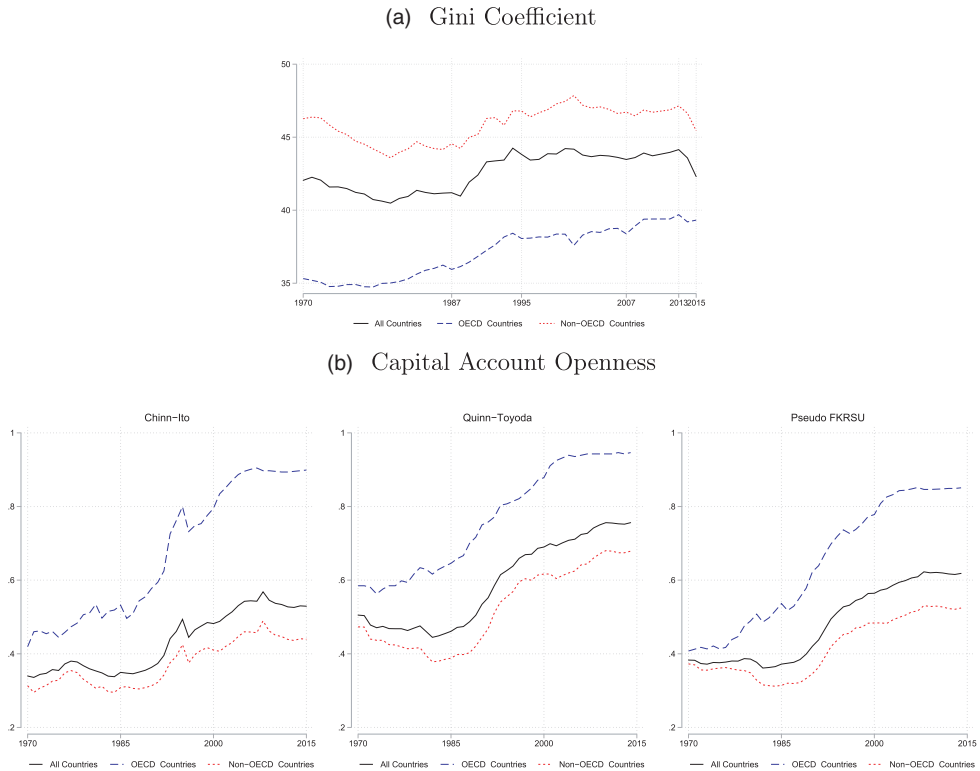 (a) Gini Coefficient
50
45
40
35
1970 1987 1995 2007 2013 2015
All Countries OECD Countries Non-OECD Countries
(b) Capital Account Openness
Chinn-Ito Quinn-Toyoda Pseudo FKRSU
1 1 1
.8 .8 .8
.6 .6 .6
.4 .4 .4
.2 .2 .2
1970 1985 2000 2015 1970 1985 2000 2015 1970 1985 2000 2015
All Countries OECD Countries Non-OECD Countries All Countries OECD Countries Non-OECD Countries All Countries OECD Countries Non-OECD Countries